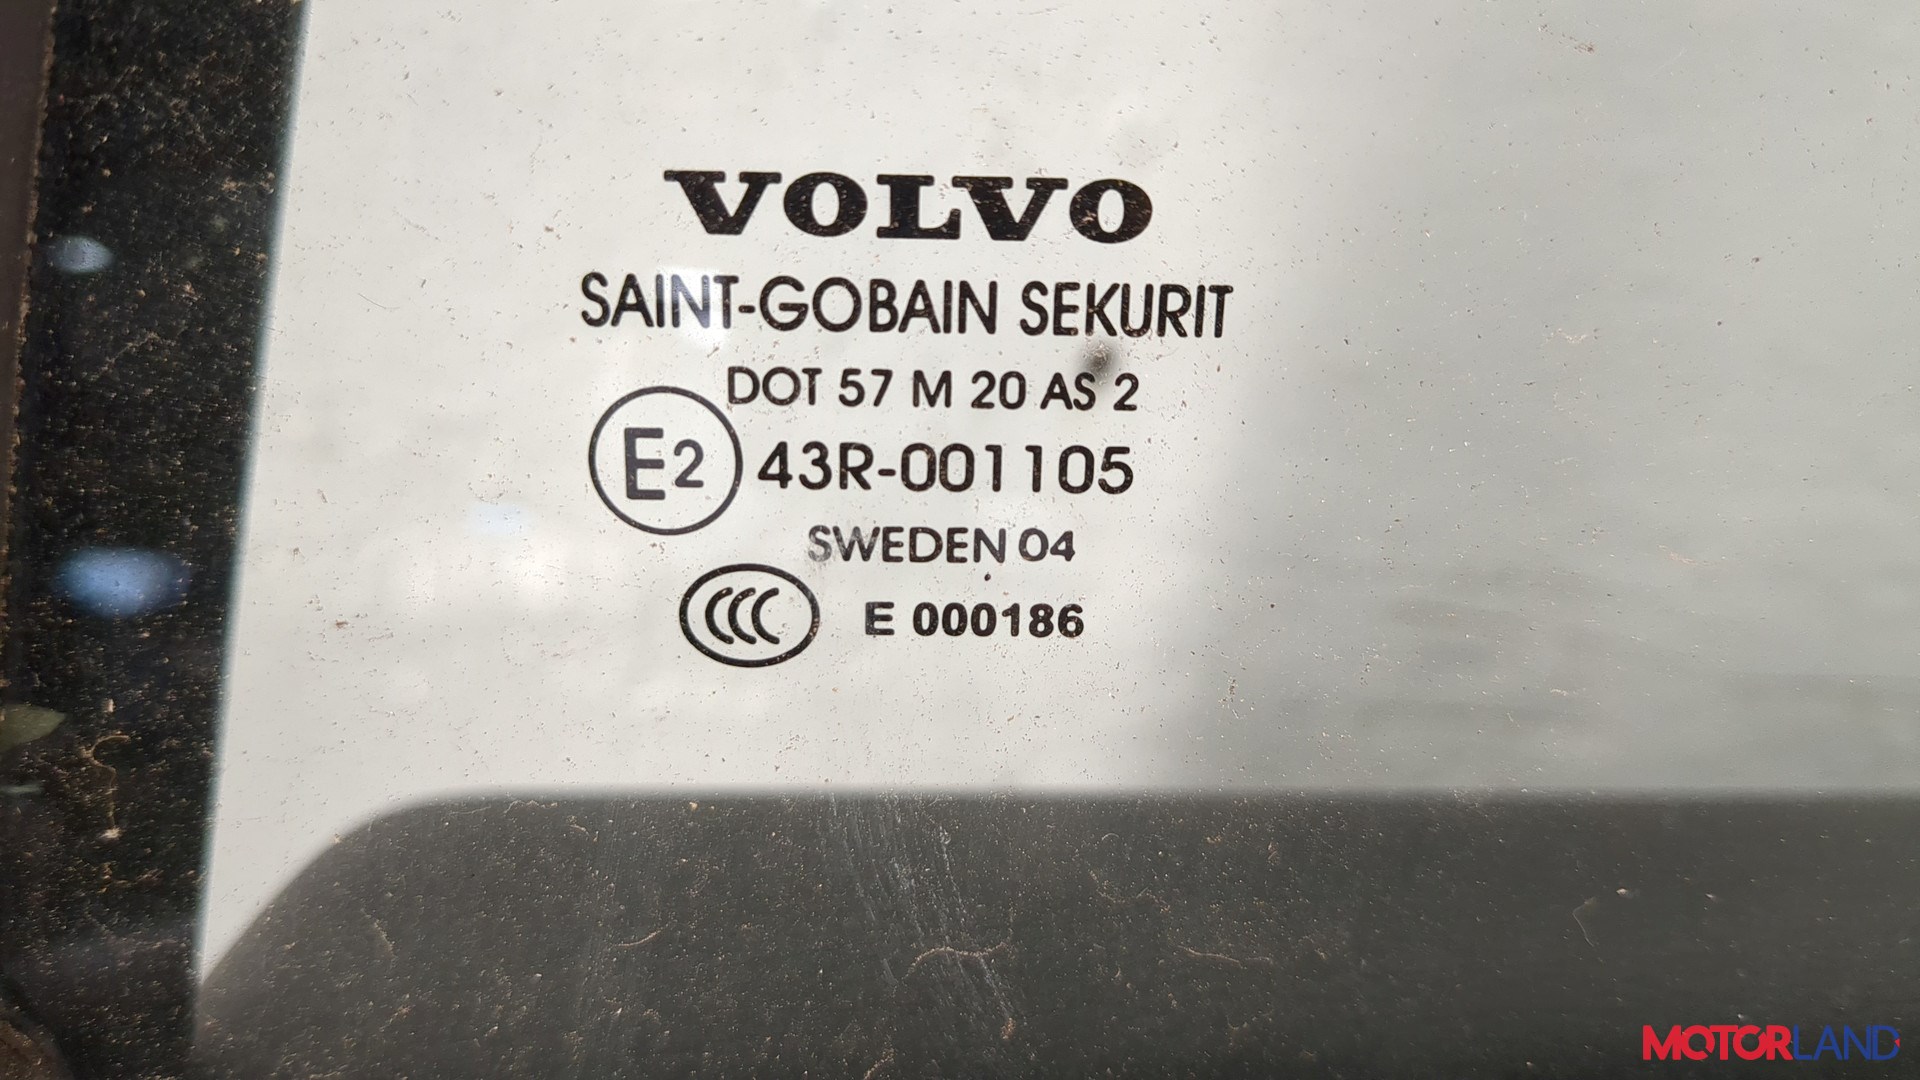 VOLVO
SAINT-GOBAIN SEKURIT
DOT 57 M 20 AS 2
E2 43R-001105
SWEDEN 04
CCC E 000186
MOTORLAND